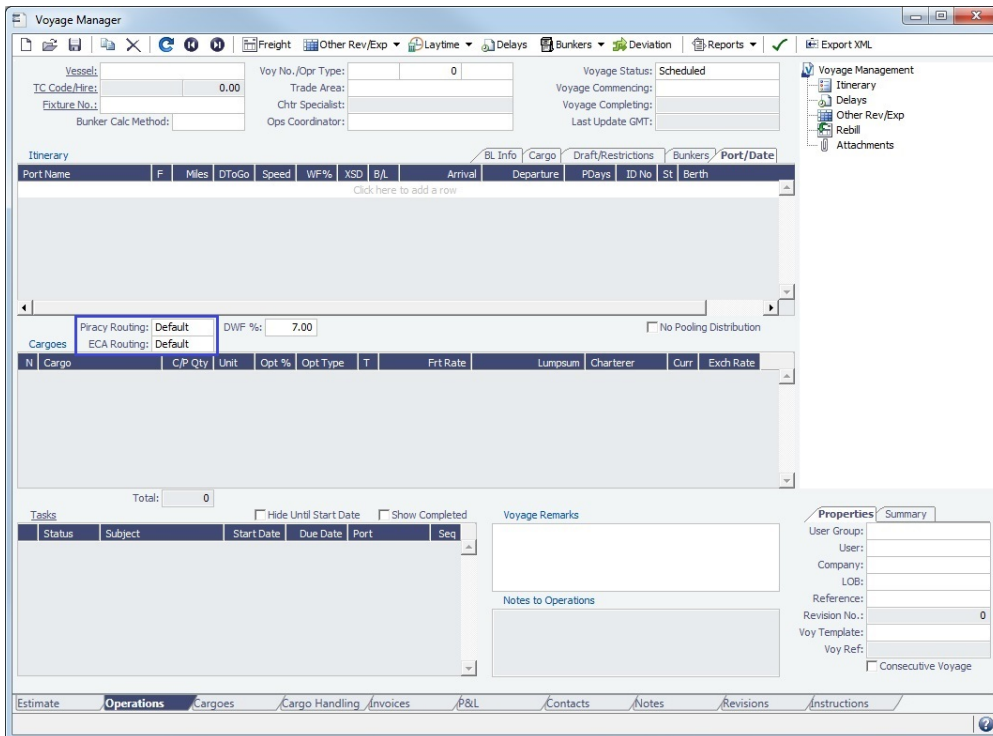 Voyage Manager
Freight Other Rev/Exp Laytime Delays Bunkers Deviation Reports Export XML
Vessel: Voy No./Opr Type: 0 Voyage Status: Scheduled
TC Code/Hire: 0.00 Trade Area: Voyage Commencing:
Fixture No.: Chtr Specialist: Voyage Completing:
Bunker Calc Method: Ops Coordinator: Last Update GMT:
Voyage Management
Itinerary
Delays
Other Rev/Exp
Rebill
Attachments
Itinerary BL Info Cargo Draft/Restrictions Bunkers Port/Date
Port Name F Miles DToGo Speed WF% XSD B/L Arrival Departure PDays ID No St Berth
Click here to add a row
Piracy Routing: Default DWF %: 7.00 No Pooling Distribution
Cargoes ECA Routing: Default
N Cargo C/P Qty Unit Opt % Opt Type T Frt Rate Lumpsum Charterer Curr Exch Rate
Total: 0
Tasks Hide Until Start Date Show Completed
Status Subject Start Date Due Date Port Seq
Voyage Remarks
Notes to Operations
Properties Summary
User Group:
User:
Company:
LOB:
Reference:
Revision No.: 0
Voy Template:
Voy Ref:
Consecutive Voyage
Estimate Operations Cargoes Cargo Handling Invoices P&L Contacts Notes Revisions Instructions